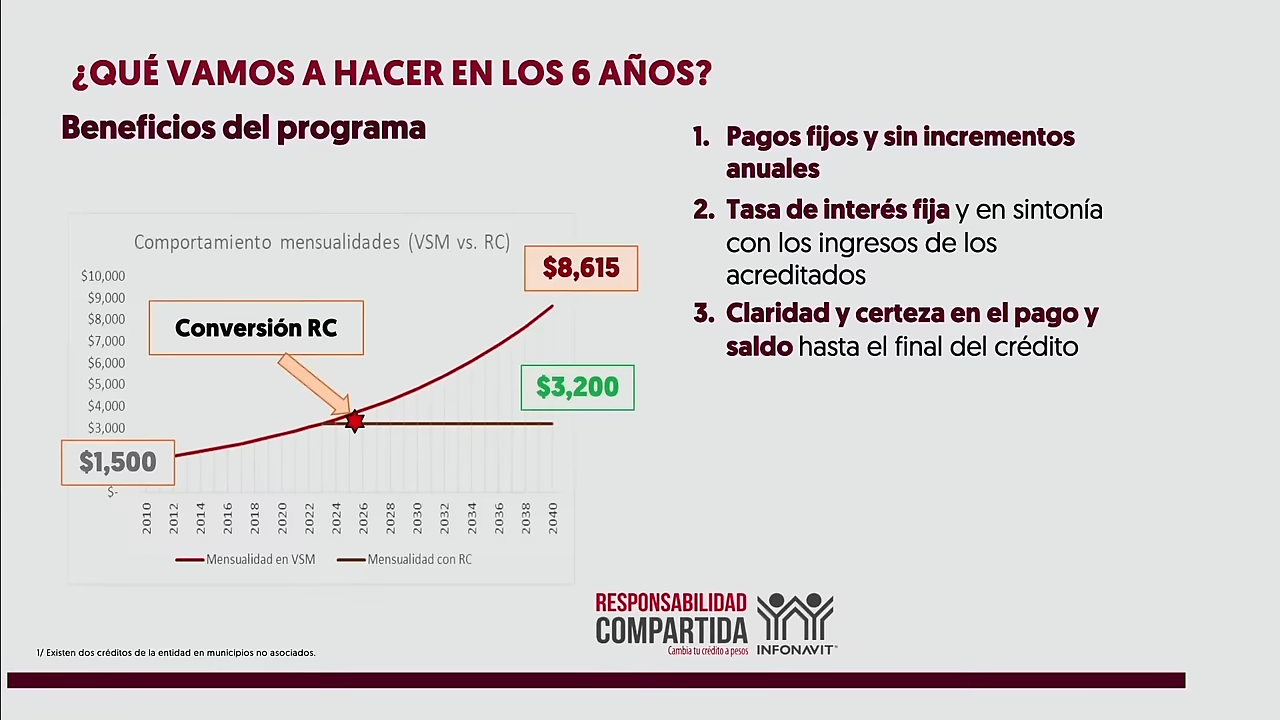 ¿QUÉ VAMOS A HACER EN LOS 6 AÑOS?
Beneficios del programa
Comportamiento mensualidades (VSM vs. RC)
$10,000
$9,000
$8,000
$7,000
$6,000
$5,000
$4,000
$3,000
$-
$8,615
Conversión RC
$3,200
$1,500
2010 2012 2014 2016 2018 2020 2022 2024 2026 2028 2030 2032 2034 2036 2038 2040
Mensualidad en VSM Mensualidad con RC
1. Pagos fijos y sin incrementos
anuales
2. Tasa de interés fija y en sintonía
con los ingresos de los
acreditados
3. Claridad y certeza en el pago y
saldo hasta el final del crédito
RESPONSABILIDAD
COMPARTIDA
Cambia tu crédito a pesos
INFONAVIT
1/ Existen dos créditos de la entidad en municipios no asociados.